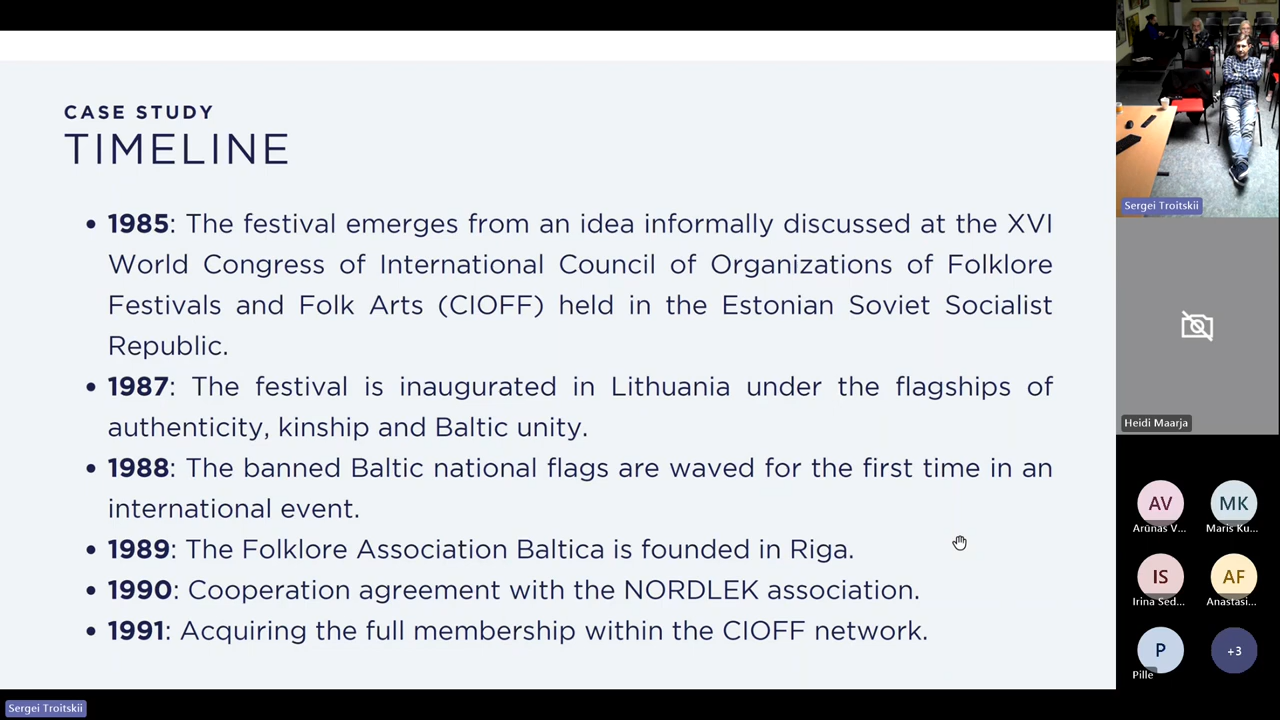 CASE STUDY
TIMELINE
• 1985: The festival emerges from an idea informally discussed at the XVI
World Congress of International Council of Organizations of Folklore
Festivals and Folk Arts (CIOFF) held in the Estonian Soviet Socialist
Republic.
• 1987: The festival is inaugurated in Lithuania under the flagships of
authenticity, kinship and Baltic unity.
• 1988: The banned Baltic national flags are waved for the first time in an
international event.
• 1989: The Folklore Association Baltica is founded in Riga.
• 1990: Cooperation agreement with the NORDLEK association.
• 1991: Acquiring the full membership within the CIOFF network.
Sergei Troitskii
Sergei Troitskii
Heidi Maarja
AV MK
Arūnas V... Maris Ku...
IS AF
Irina Sed... Anastasi...
P +3
Pille